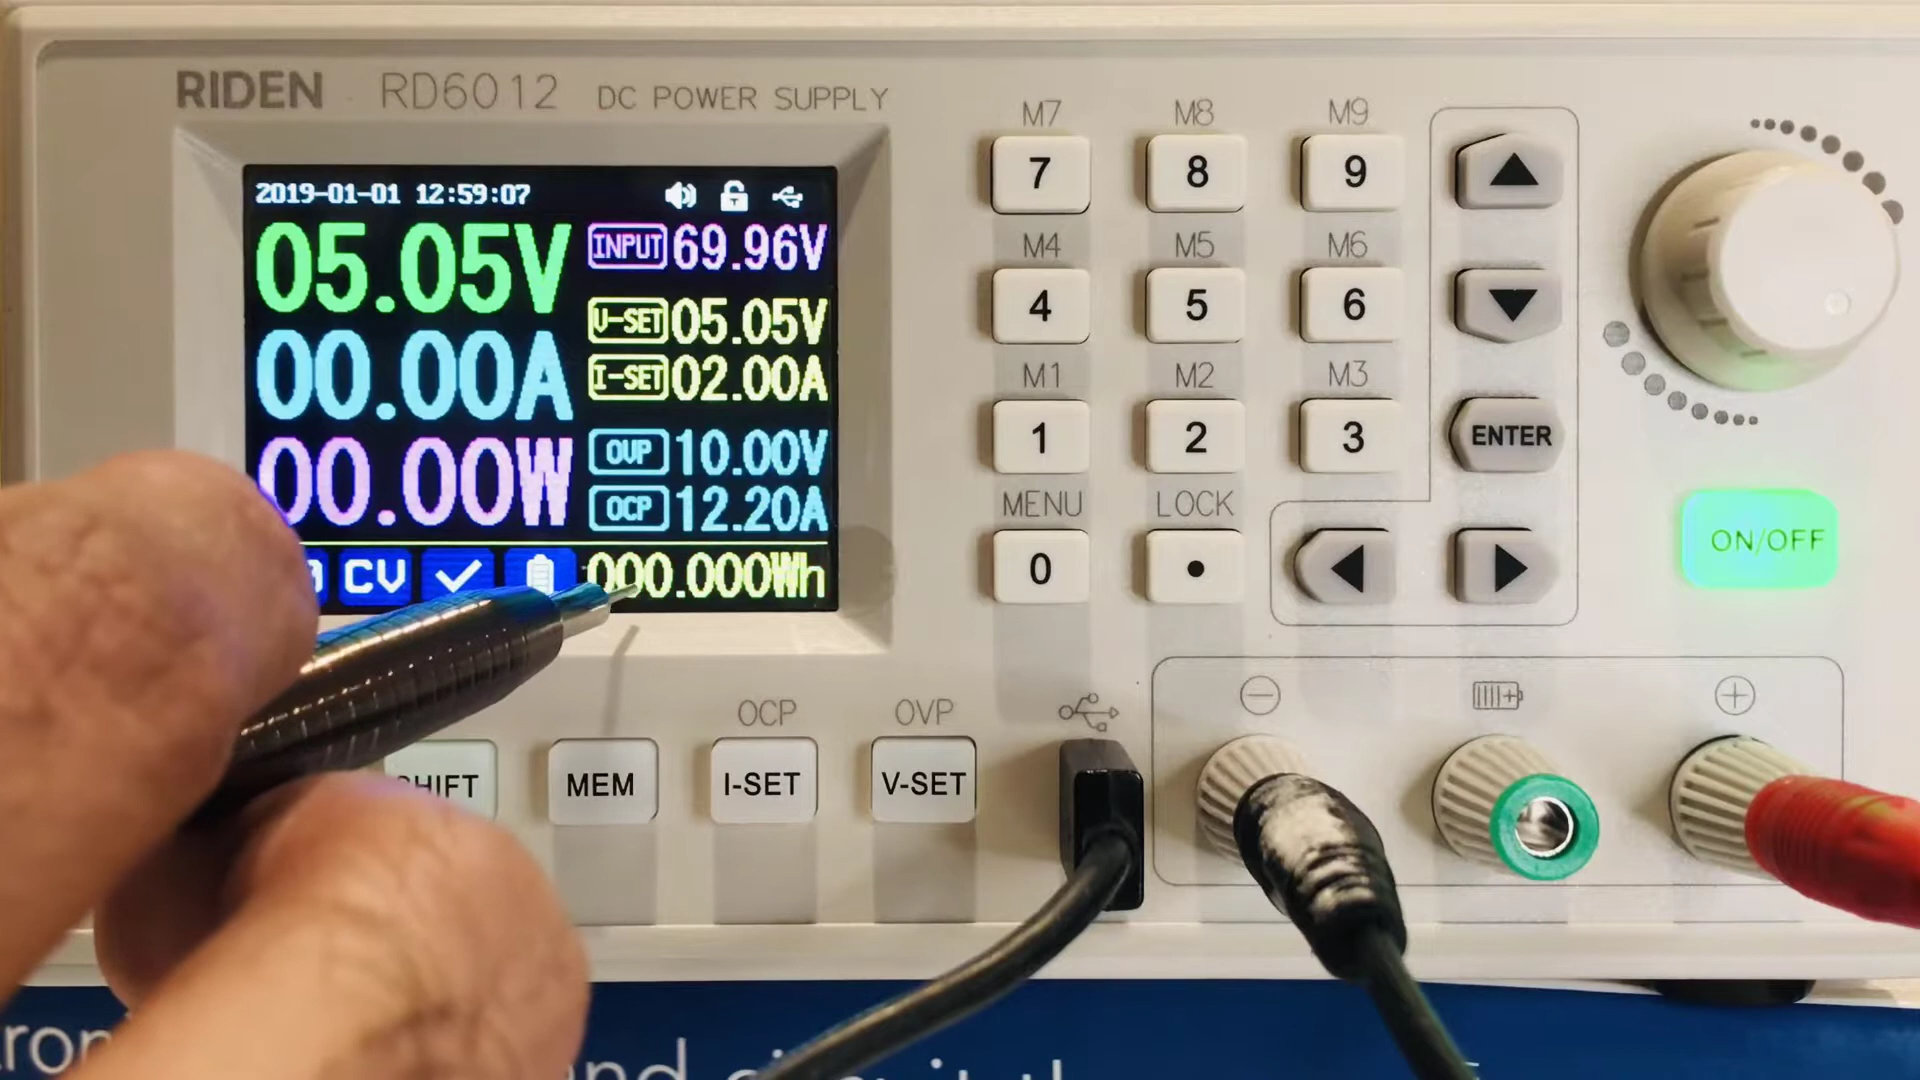 RIDEN RD6012 DC POWER SUPPLY
2019-01-01 12:59:07
05.05V
00.00A
00.00W
INPUT 69.96V
V-SET 05.05V
I-SET 02.00A
OVP 10.00V
OCP 12.20A
CV
000.000Wh
M7 M8 M9
7 8 9
M4 M5 M6
4 5 6
M1 M2 M3
1 2 3
MENU LOCK
0 •
ENTER
ON/OFF
OCP OVP
SHIFT MEM I-SET V-SET